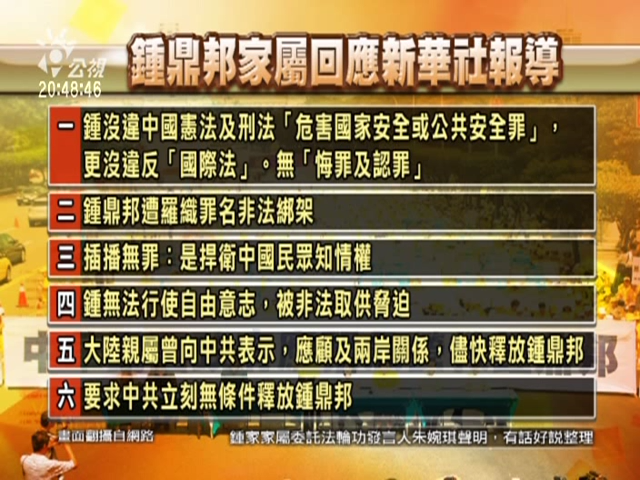 公視
20:48:46
鍾鼎邦家屬回應新華社報導
一 鍾沒違中國憲法及刑法「危害國家安全或公共安全罪」，
更沒違反「國際法」。無「悔罪及認罪」
二 鍾鼎邦遭羅織罪名非法綁架
三 插播無罪：是捍衛中國民眾知情權
四 鍾無法行使自由意志，被非法取供脅迫
五 大陸親屬曾向中共表示，應顧及兩岸關係，儘快釋放鍾鼎邦
六 要求中共立刻無條件釋放鍾鼎邦
畫面翻攝自網路
鍾家家屬委託法輪功發言人朱婉琪聲明，有話好說整理